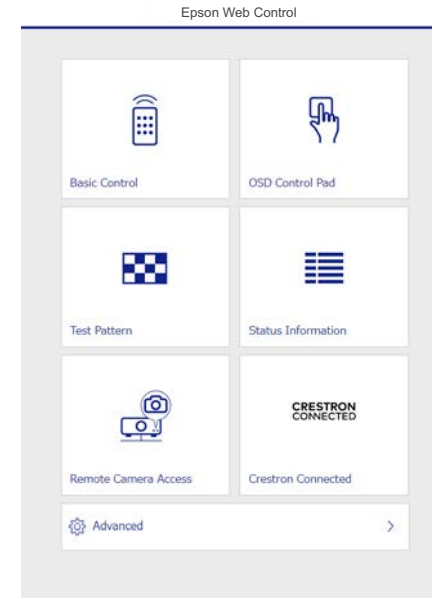 Epson Web Control
Basic Control
OSD Control Pad
Test Pattern
Status Information
CRESTRON
CONNECTED
Remote Camera Access
Crestron Connected
Advanced